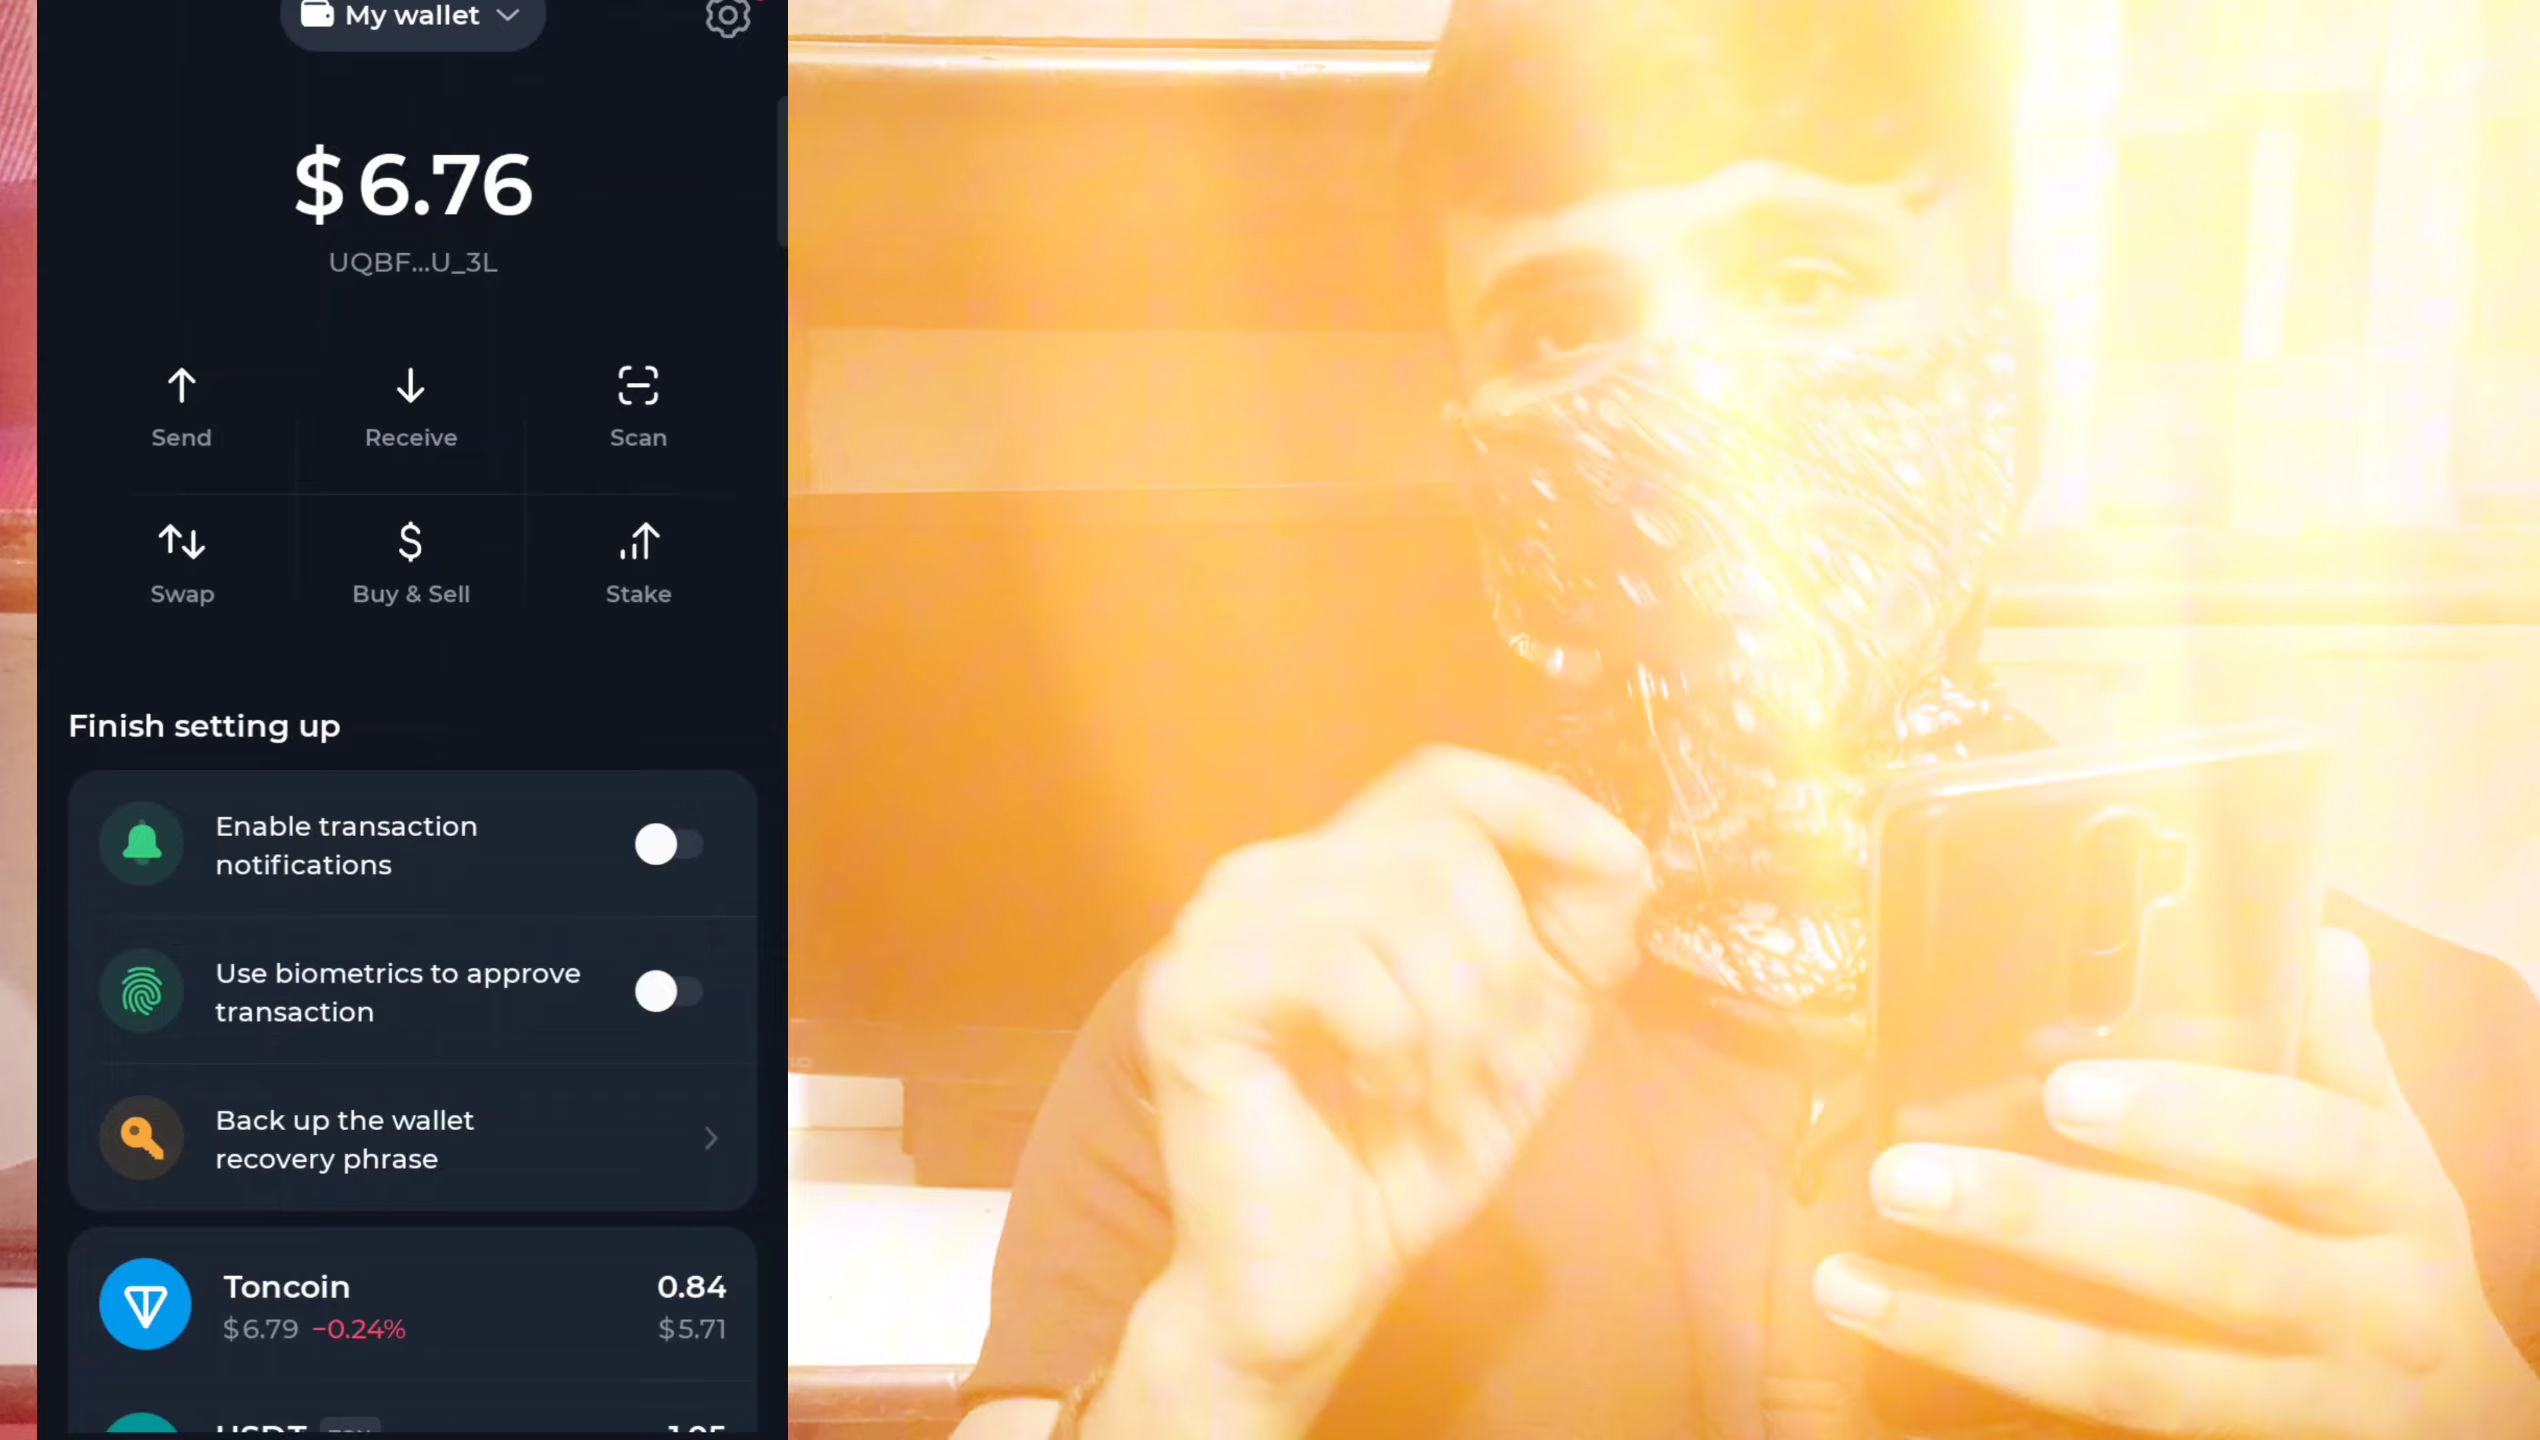 My wallet
$6.76
UQBF...U_3L
Send
Receive
Scan
Swap
Buy & Sell
Stake
Finish setting up
Enable transaction
notifications
Use biometrics to approve
transaction
Back up the wallet
recovery phrase
Toncoin
0.84
$6.79 −0.24%
$5.71